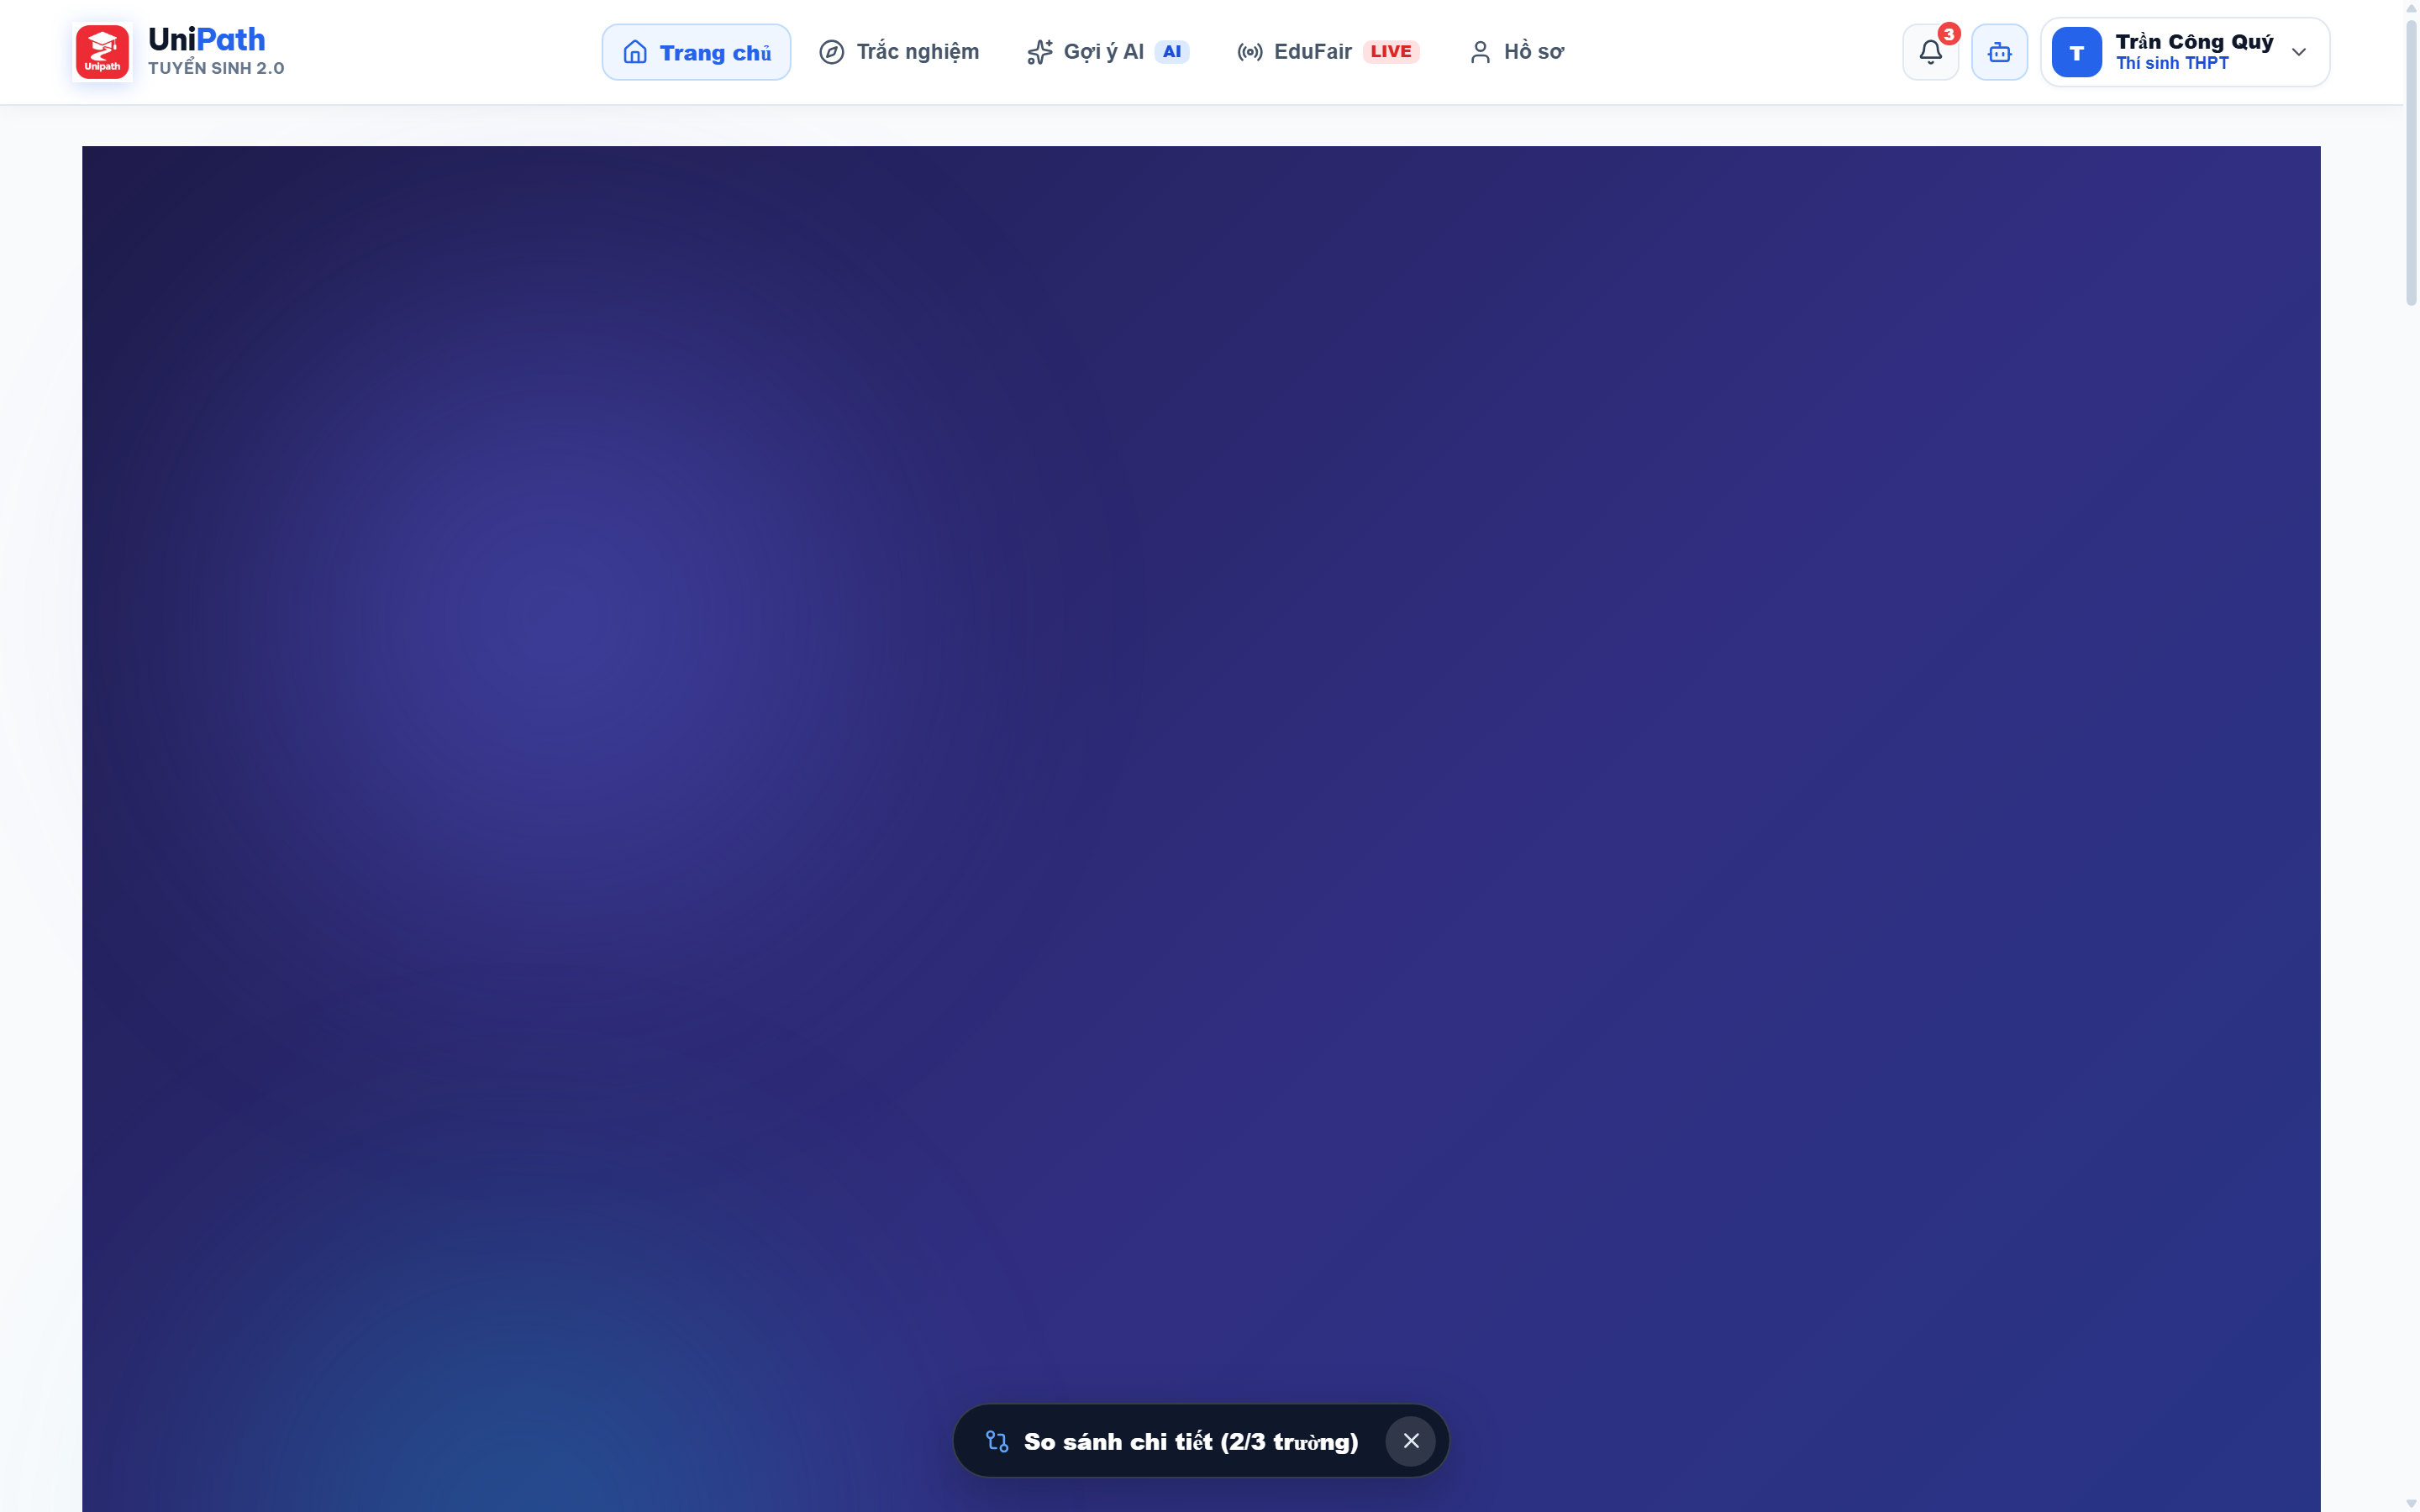 Unipath
UniPath
TUYỂN SINH 2.0
Trang chủ
Trắc nghiệm
Gợi ý AI AI
EduFair LIVE
Hồ sơ
3
T
Trần Công Quý
Thí sinh THPT
So sánh chi tiết (2/3 trường)